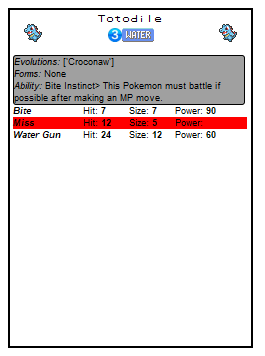 Totodile
3 WATER
Evolutions: ['Croconaw']
Forms: None
Ability: Bite Instinct> This Pokemon must battle if
possible after making an MP move.
Bite Hit: 7 Size: 7 Power: 90
Miss Hit: 12 Size: 5 Power:
Water Gun Hit: 24 Size: 12 Power: 60